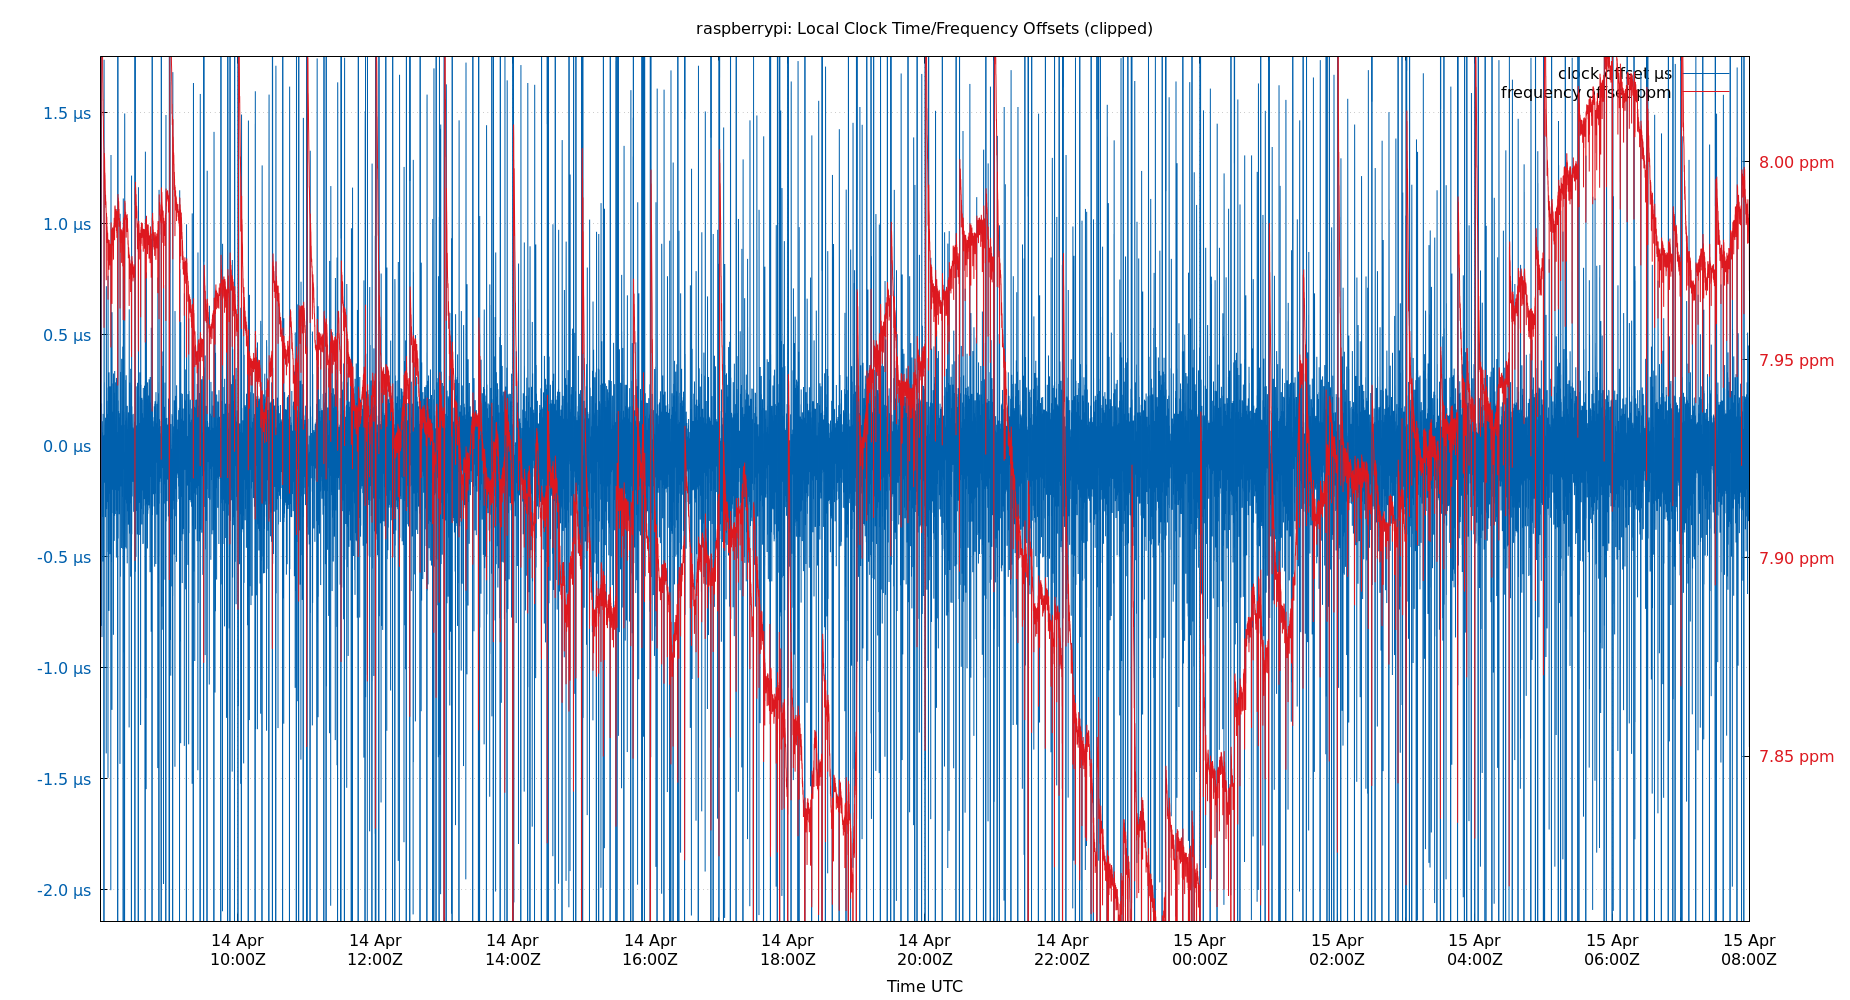 raspberrypi: Local Clock Time/Frequency Offsets (clipped)
clock offset µs
frequency offset ppm
1.5 µs
1.0 µs
0.5 µs
0.0 µs
-0.5 µs
-1.0 µs
-1.5 µs
-2.0 µs
8.00 ppm
7.95 ppm
7.90 ppm
7.85 ppm
14 Apr 14 Apr 14 Apr 14 Apr 14 Apr 14 Apr 14 Apr 15 Apr 15 Apr 15 Apr 15 Apr 15 Apr
10:00Z 12:00Z 14:00Z 16:00Z 18:00Z 20:00Z 22:00Z 00:00Z 02:00Z 04:00Z 06:00Z 08:00Z
Time UTC